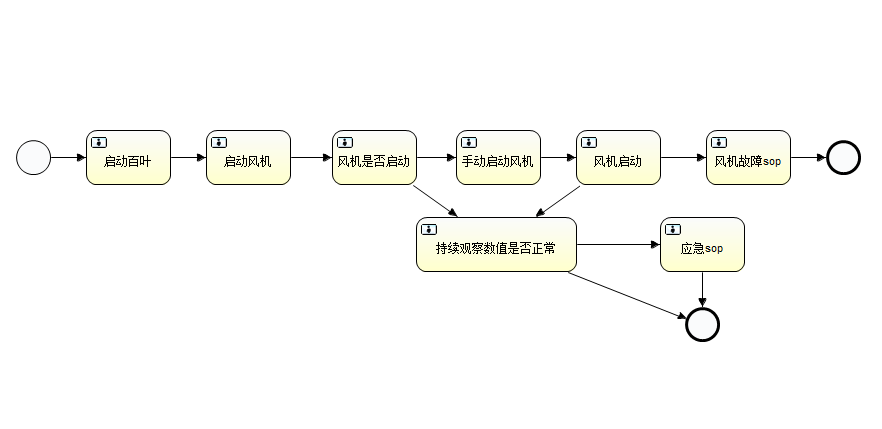 启动百叶
启动风机
风机是否启动
手动启动风机
风机启动
风机故障sop
持续观察数值是否正常
应急sop